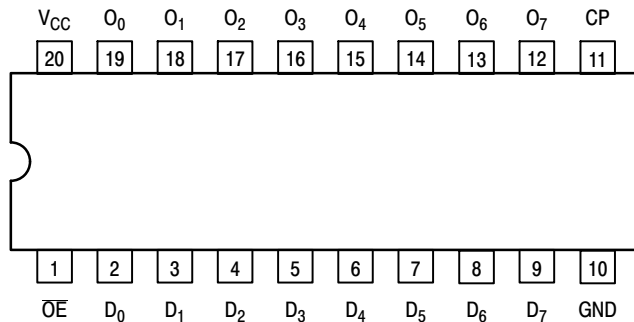 V_CC O₀ O₁ O₂ O₃ O₄ O₅ O₆ O₇ CP
20 19 18 17 16 15 14 13 12 11
1 2 3 4 5 6 7 8 9 10
O̅E̅ D₀ D₁ D₂ D₃ D₄ D₅ D₆ D₇ GND